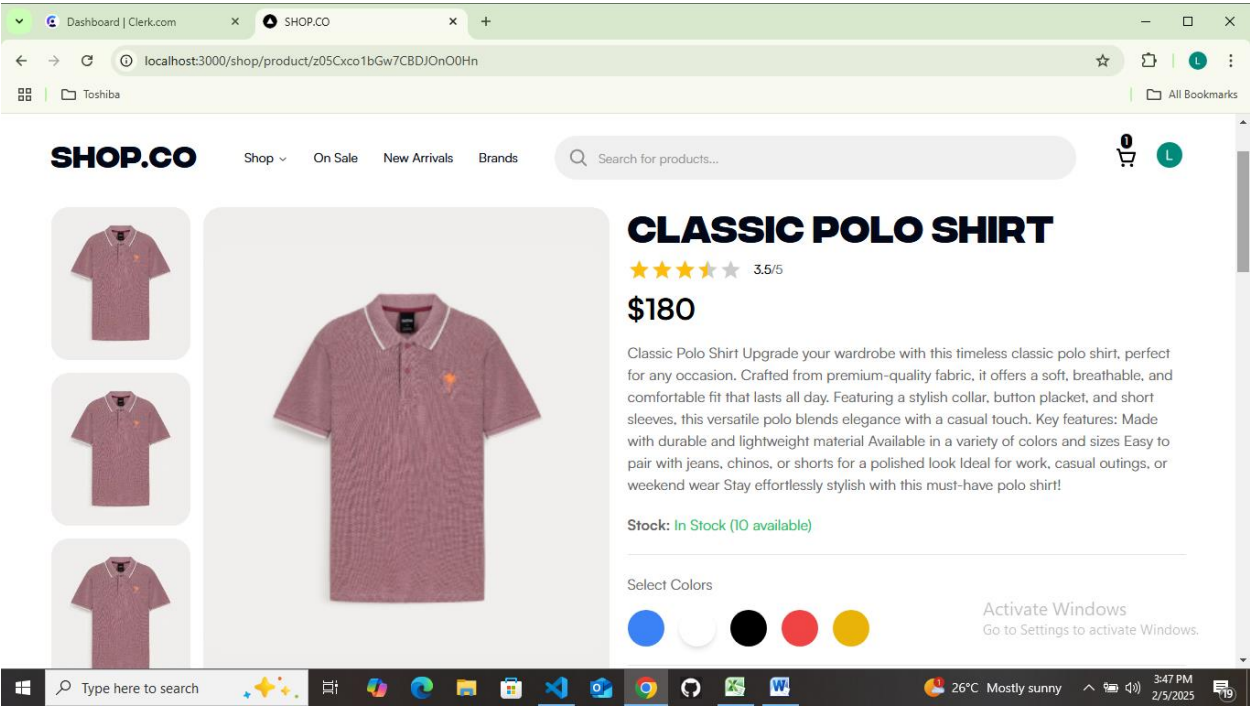 Dashboard | Clerk.com
SHOP.CO
localhost:3000/shop/product/z05Cxco1bGw7CBDJOnO0Hn
L
Toshiba
All Bookmarks
SHOP.CO
Shop
On Sale
New Arrivals
Brands
Search for products...
1
L
CLASSIC POLO SHIRT
3.5/5
$180
Classic Polo Shirt Upgrade your wardrobe with this timeless classic polo shirt, perfect
for any occasion. Crafted from premium-quality fabric, it offers a soft, breathable, and
comfortable fit that lasts all day. Featuring a stylish collar, button placket, and short
sleeves, this versatile polo blends elegance with a casual touch. Key features: Made
with durable and lightweight material Available in a variety of colors and sizes Easy to
pair with jeans, chinos, or shorts for a polished look Ideal for work, casual outings, or
weekend wear Stay effortlessly stylish with this must-have polo shirt!
Stock: In Stock (10 available)
Select Colors
Activate Windows
Go to Settings to activate Windows.
Type here to search
26°C Mostly sunny
3:47 PM
2/5/2025
19